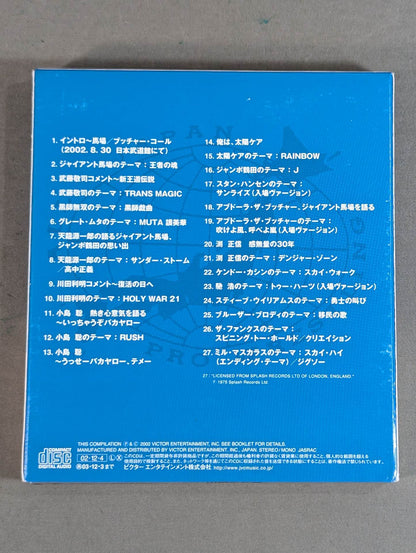 1. イントロ〜馬場/ブッチャー・コール
(2002. 8. 30 日本武道館にて)
2. ジャイアント馬場のテーマ:王者の魂
3. 武藤敬司コメント〜新王道伝説
4. 武藤敬司のテーマ:TRANS MAGIC
5. 黒師無双のテーマ:黒師戯曲
6. グレート・ムタのテーマ:MUTA 讃美華
7. 天龍源一郎の語るジャイアント馬場、
ジャンボ鶴田の思い出
8. 天龍源一郎のテーマ:サンダー・ストーム
/高中正義
9. 川田利明コメント〜復活の日へ
10. 川田利明のテーマ:HOLY WAR 21
11. 小島 聡 熱き心意気を語る
〜いっちゃうぞバカヤロー
12. 小島 聡のテーマ:RUSH
13. 小島 聡
〜うっせーバカヤロー、テメー
14. 俺は、太陽ケア
15. 太陽ケアのテーマ:RAINBOW
16. ジャンボ鶴田のテーマ:J
17. スタン・ハンセンのテーマ:
サンライズ(入場ヴァージョン)
18. アブドーラ・ザ・ブッチャー、ジャイアント馬場を語る
19. アブドーラ・ザ・ブッチャーのテーマ:
吹けよ風、呼べよ嵐(入場ヴァージョン)
20. 渕 正信 感無量の30年
21. 渕 正信のテーマ:デンジャー・ゾーン
22. ケンドー・カシンのテーマ:スカイ・ウォーク
23. 馳 浩のテーマ:トゥー・ハーツ(入場ヴァージョン)
24. スティーブ・ウイリアムスのテーマ:勇士の叫び
25. ブルーザー・ブロディのテーマ:移民の歌
26. ザ・ファンクスのテーマ:
スピニング・トー・ホールド/クリエイション
27. ミル・マスカラスのテーマ:スカイ・ハイ
(エンディング・テーマ)/ジグソー
27:"LICENSED FROM SPLASH RECORDS LTD OF LONDON, ENGLAND."
℗ 1975 Splash Records Ltd.
THIS COMPILATION ℗ & © 2002 VICTOR ENTERTAINMENT, INC. SEE BOOKLET FOR DETAILS.
MANUFACTURED AND DISTRIBUTED BY VICTOR ENTERTAINMENT, INC., JAPAN. STEREO/MONO JASRAC
COMPACT
disc
DIGITAL AUDIO
02・12・4 L X
03・12・3まで
ビクター エンタテインメント株式会社 http://www.jvcmusic.co.jp/